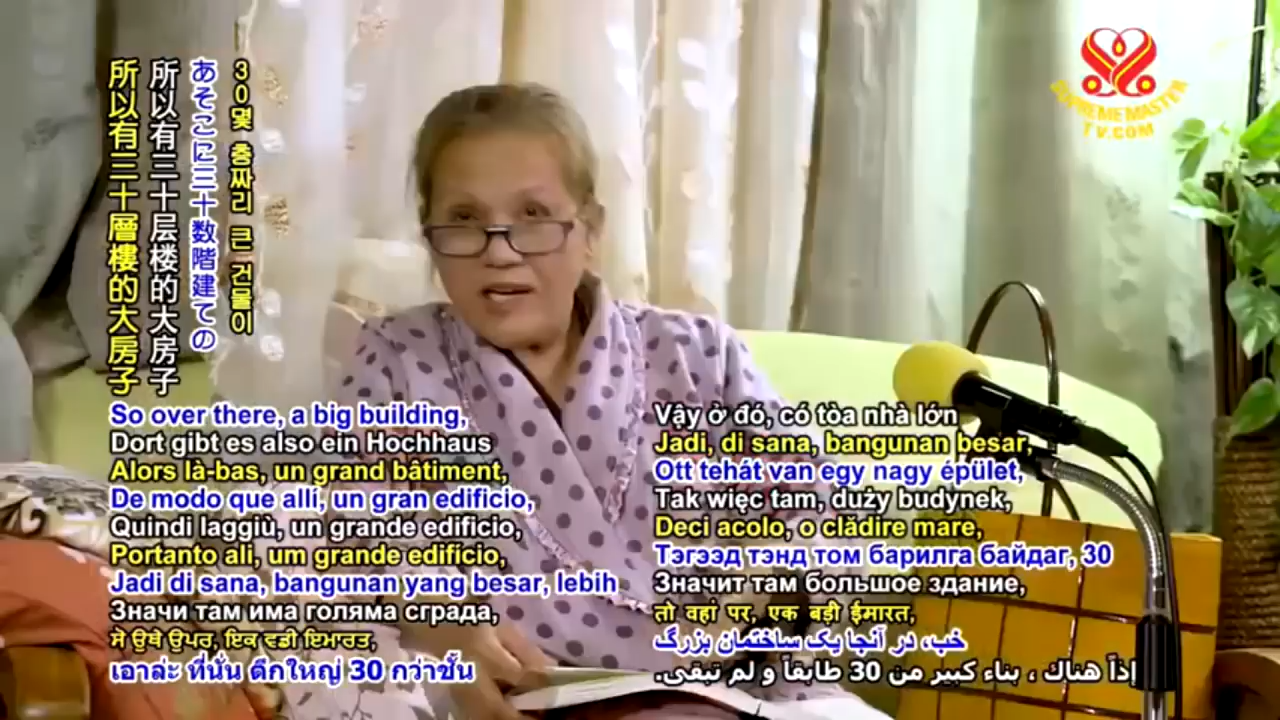 SUPREME MASTER
TV.COM
所以有三十層樓的大房子
所以有三十层楼的大房子
あそこに三十数階建ての
30몇 층짜리 큰 건물이
So over there, a big building,
Dort gibt es also ein Hochhaus
Alors là-bas, un grand bâtiment,
De modo que allí, un gran edificio,
Quindi laggiù, un grande edificio,
Portanto ali, um grande edifício,
Jadi di sana, bangunan yang besar, lebih
Значи там има голяма сграда,
ਸੋ ਉਥੇ ਉਪਰ, ਇਕ ਵਡੀ ਇਮਾਰਤ,
เอาล่ะ ที่นั่น ตึกใหญ่ 30 กว่าชั้น
Vậy ở đó, có tòa nhà lớn
Jadi, di sana, bangunan besar,
Ott tehát van egy nagy épület,
Tak więc tam, duży budynek,
Deci acolo, o clădire mare,
Тэгээд тэнд том барилга байдаг, 30
Значит там большое здание,
तो वहां पर, एक बड़ी ईमारत,
خب، در آنجا یک ساختمان بزرگ
إذاً هناك ، بناء كبير من 30 طابقاً و لم تبقى.